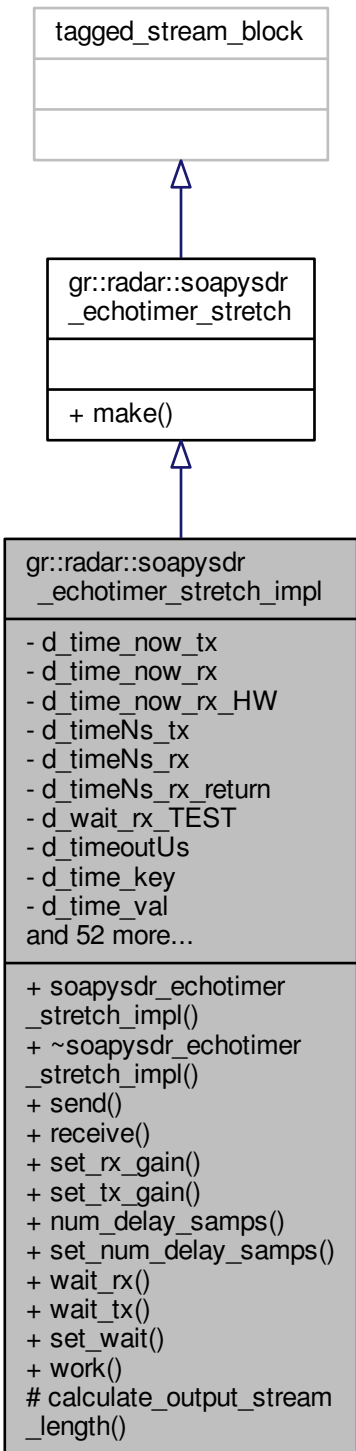 tagged_stream_block
gr::radar::soapysdr
_echotimer_stretch
+ make()
gr::radar::soapysdr
_echotimer_stretch_impl
- d_time_now_tx
- d_time_now_rx
- d_time_now_rx_HW
- d_timeNs_tx
- d_timeNs_rx
- d_timeNs_rx_return
- d_wait_rx_TEST
- d_timeoutUs
- d_time_key
- d_time_val
and 52 more...
+ soapysdr_echotimer
_stretch_impl()
+ ~soapysdr_echotimer
_stretch_impl()
+ send()
+ receive()
+ set_rx_gain()
+ set_tx_gain()
+ num_delay_samps()
+ set_num_delay_samps()
+ wait_rx()
+ wait_tx()
+ set_wait()
+ work()
# calculate_output_stream
_length()